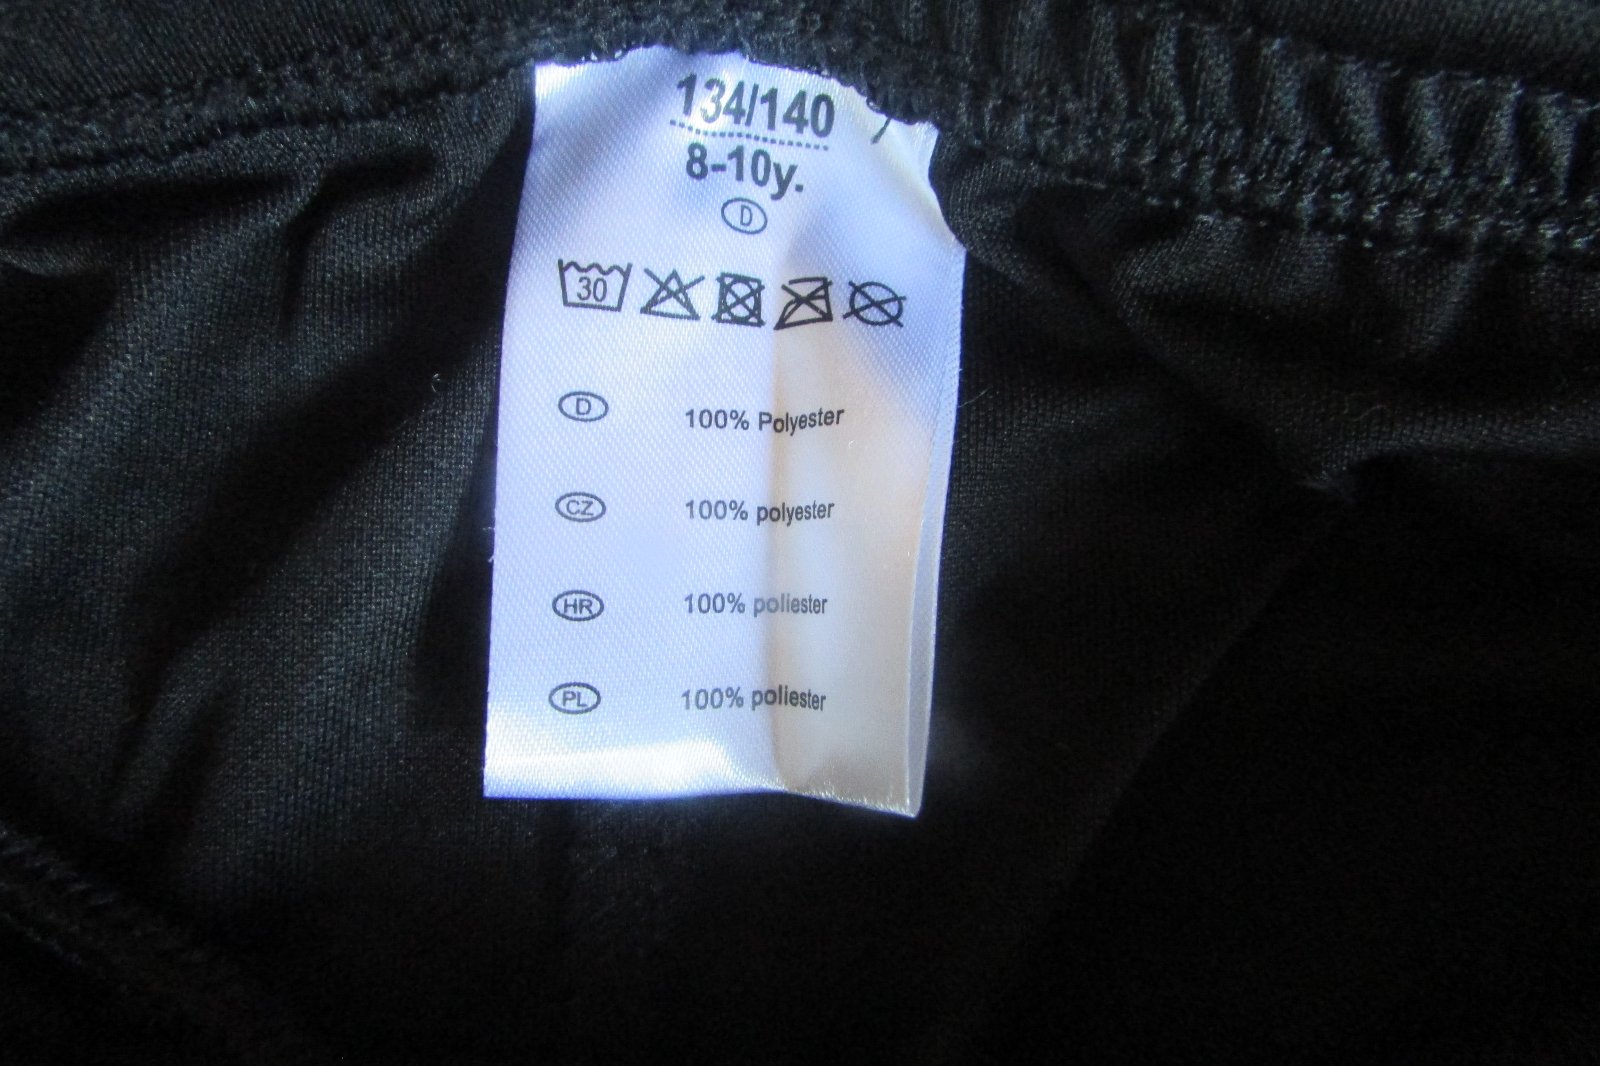 134/140
8-10y.
D
30
D 100% Polyester
CZ 100% polyester
HR 100% poliester
PL 100% poliester